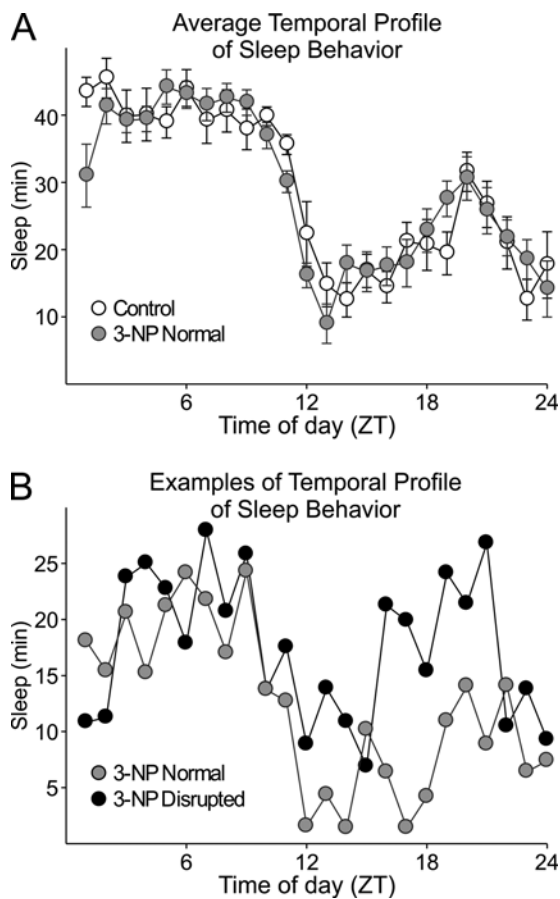 A
Average Temporal Profile
of Sleep Behavior
Sleep (min)
40
30
20
10
Control
3-NP Normal
6
12
18
24
Time of day (ZT)
B
Examples of Temporal Profile
of Sleep Behavior
Sleep (min)
25
20
15
10
5
3-NP Normal
3-NP Disrupted
6
12
18
24
Time of day (ZT)